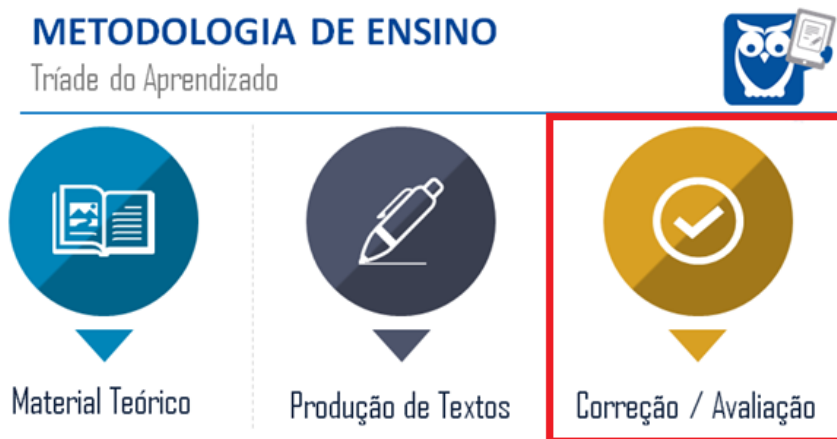 METODOLOGIA DE ENSINO
Tríade do Aprendizado
Material Teórico
Produção de Textos
Correção / Avaliação